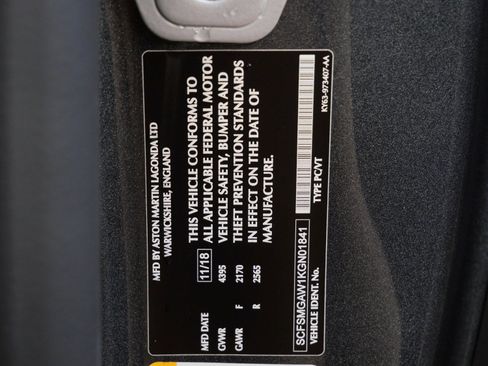 MFD BY ASTON MARTIN LAGONDA LTD
WARWICKSHIRE, ENGLAND
THIS VEHICLE CONFORMS TO
ALL APPLICABLE FEDERAL MOTOR
VEHICLE SAFETY, BUMPER AND
THEFT PREVENTION STANDARDS
IN EFFECT ON THE DATE OF
MANUFACTURE.
11/18
GVWR 4395
GAWR F 2170
R 2565
SCFSMGAW1KGN01841
VEHICLE IDENT. No.
TYPE PC/VT
KY63-973407-AA